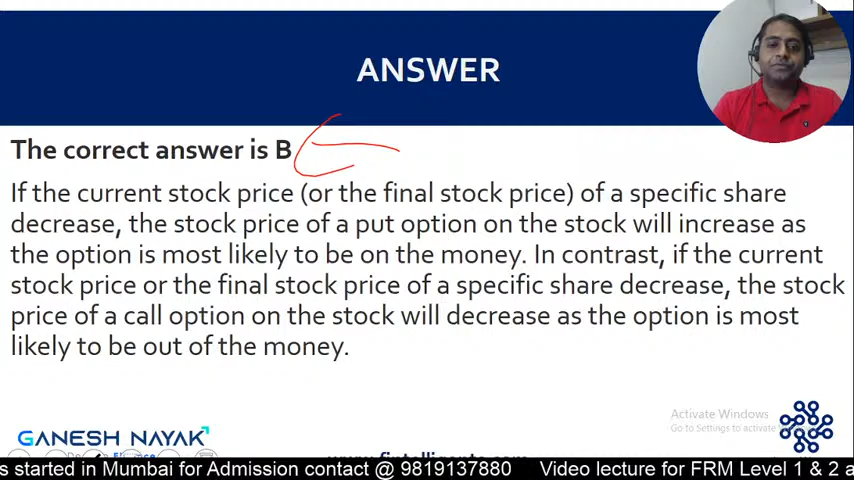 ANSWER
The correct answer is B
If the current stock price (or the final stock price) of a specific share
decrease, the stock price of a put option on the stock will increase as
the option is most likely to be on the money. In contrast, if the current
stock price or the final stock price of a specific share decrease, the stock
price of a call option on the stock will decrease as the option is most
likely to be out of the money.
Activate Windows
Go to Settings to activate
GANESH NAYAK
s started in Mumbai for Admission contact @ 9819137880 Video lecture for FRM Level 1 & 2 a